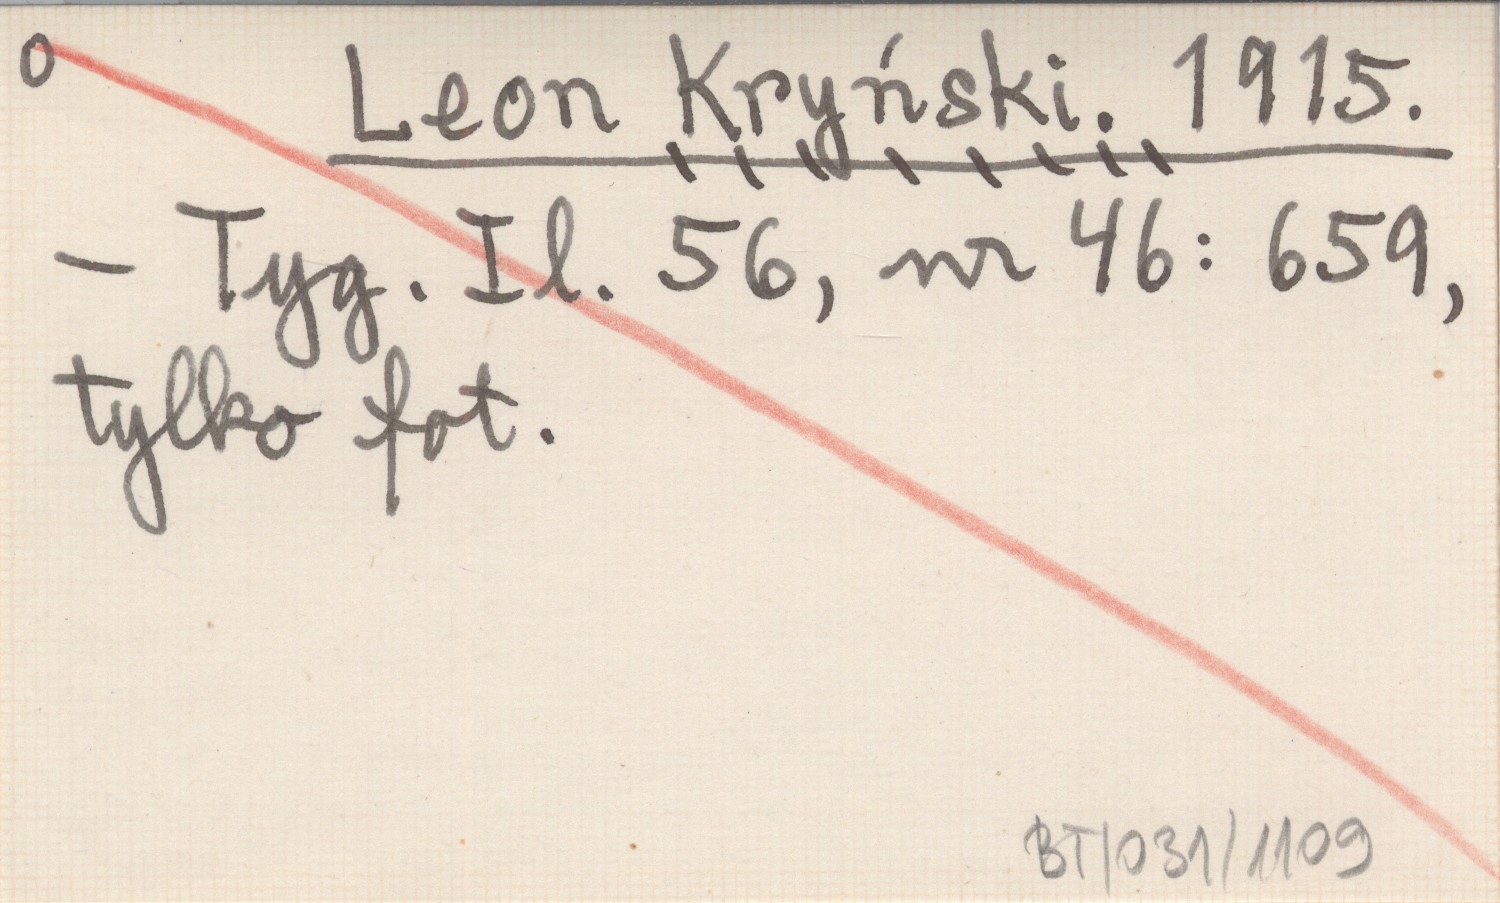 0
Leon Kryński. 1915.
- Tyg. Il. 56, nr 46: 659,
tylko fot.
BT/031/1109